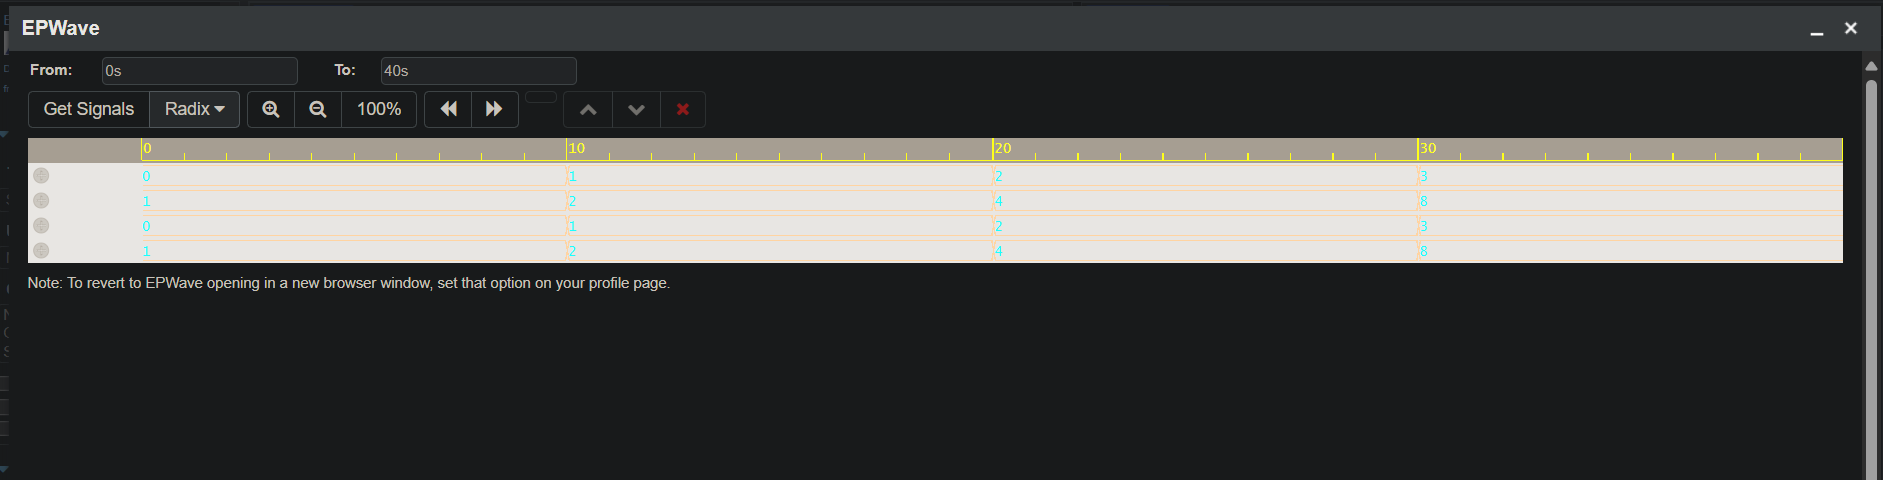 EPWave
From: 0s To: 40s
Get Signals Radix 100%
0 10 20 30
0 1 2 3
1 2 4 8
0 1 2 3
1 2 4 8
Note: To revert to EPWave opening in a new browser window, set that option on your profile page.